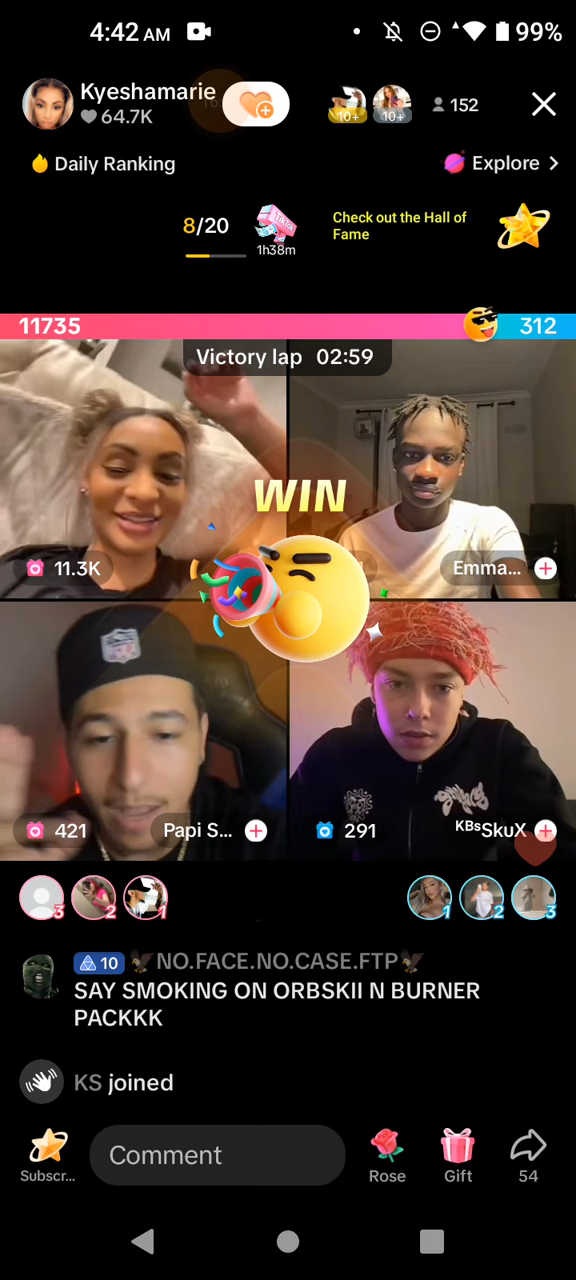 4:42 AM
99%
Kyeshamarie
64.7K
10+
10+
152
Daily Ranking
Explore
8/20
TikTok
1h38m
Check out the Hall of
Fame
11735
312
Victory lap 02:59
WIN
11.3K
Emma...
NFL
421
Papi S...
291
KBsSkuX
3
2
1
1
2
3
10
NO.FACE.NO.CASE.FTP
SAY SMOKING ON ORBSKII N BURNER
PACKKK
KS joined
Subscr...
Comment
Rose
Gift
54